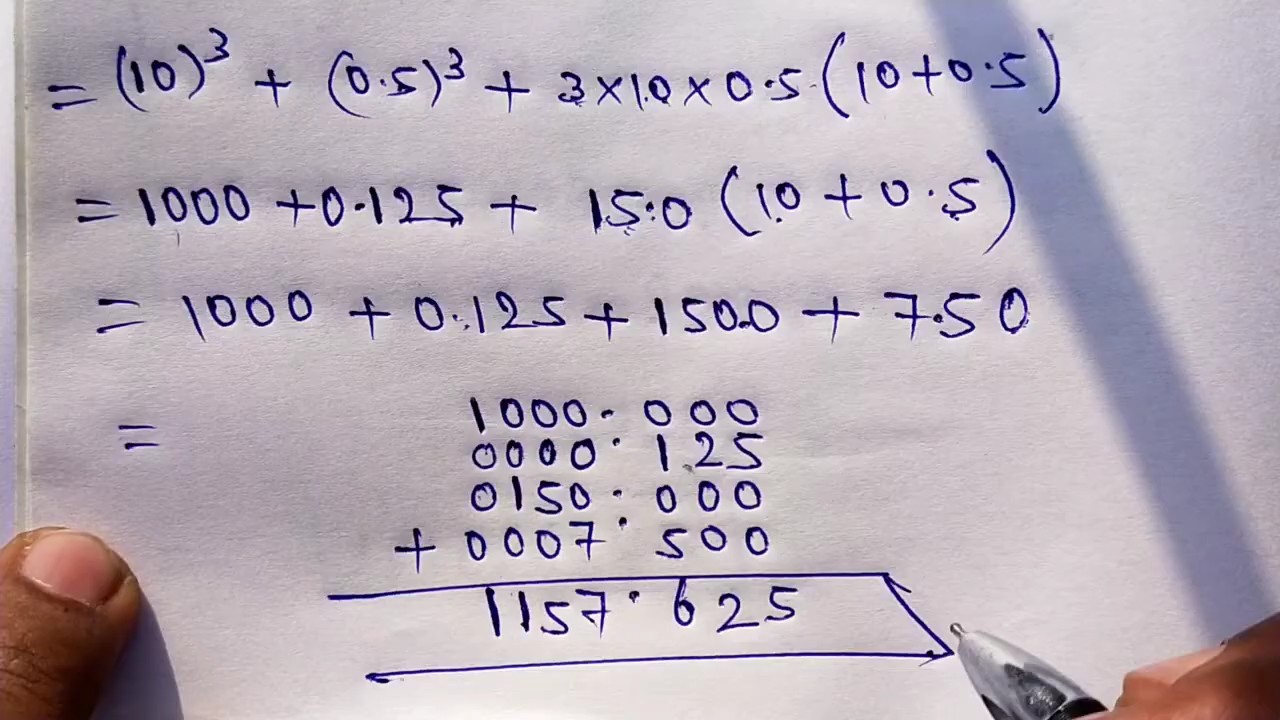 = (10)³ + (0.5)³ + 3×10×0.5 (10+0.5)
= 1000 + 0.125 + 15.0 (10 + 0.5)
= 1000 + 0.125 + 150.0 + 7.50
= 1000.000
0000.125
0150.000
+ 0007.500
1157.625